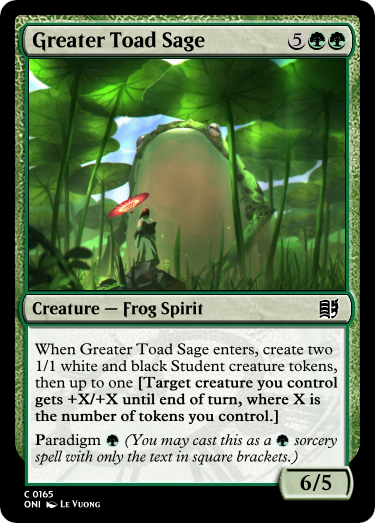 Greater Toad Sage 5
Creature — Frog Spirit
When Greater Toad Sage enters, create two
1/1 white and black Student creature tokens,
then up to one [Target creature you control
gets +X/+X until end of turn, where X is
the number of tokens you control.]
Paradigm (You may cast this as a sorcery
spell with only the text in square brackets.)
6/5
C 0165
ONI Le Vuong